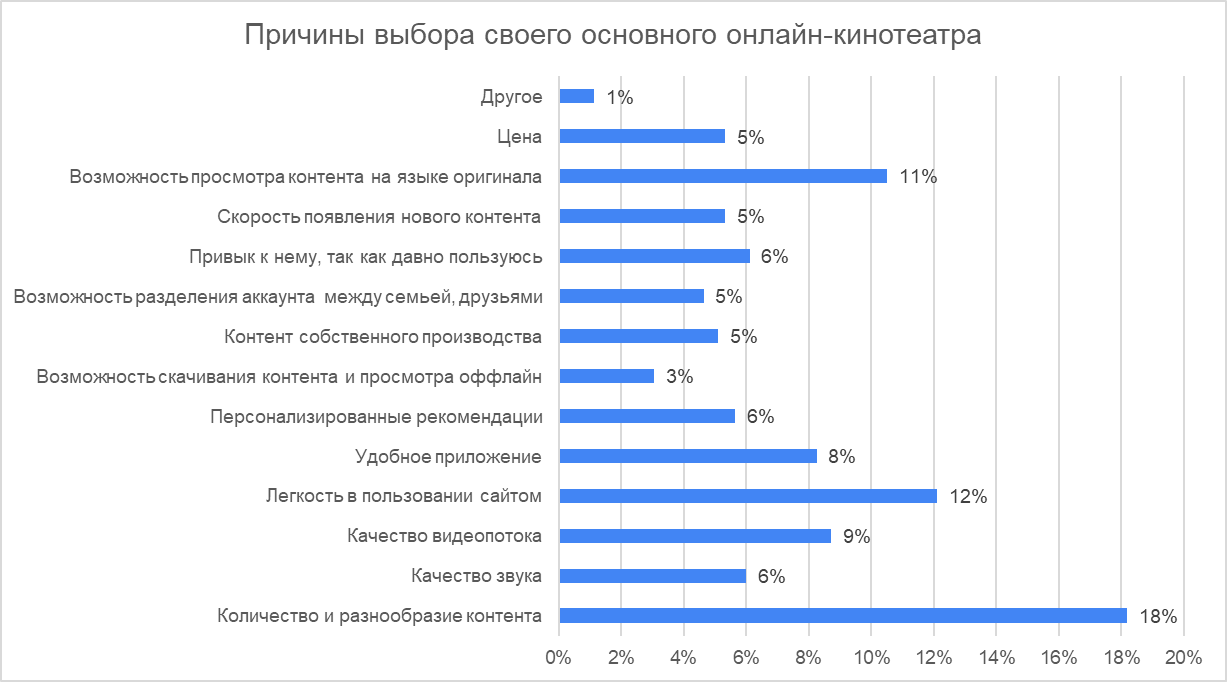 Причины выбора своего основного онлайн-кинотеатра
Другое 1%
Цена 5%
Возможность просмотра контента на языке оригинала 11%
Скорость появления нового контента 5%
Привык к нему, так как давно пользуюсь 6%
Возможность разделения аккаунта между семьей, друзьями 5%
Контент собственного производства 5%
Возможность скачивания контента и просмотра оффлайн 3%
Персонализированные рекомендации 6%
Удобное приложение 8%
Легкость в пользовании сайтом 12%
Качество видеопотока 9%
Качество звука 6%
Количество и разнообразие контента 18%
0% 2% 4% 6% 8% 10% 12% 14% 16% 18% 20%